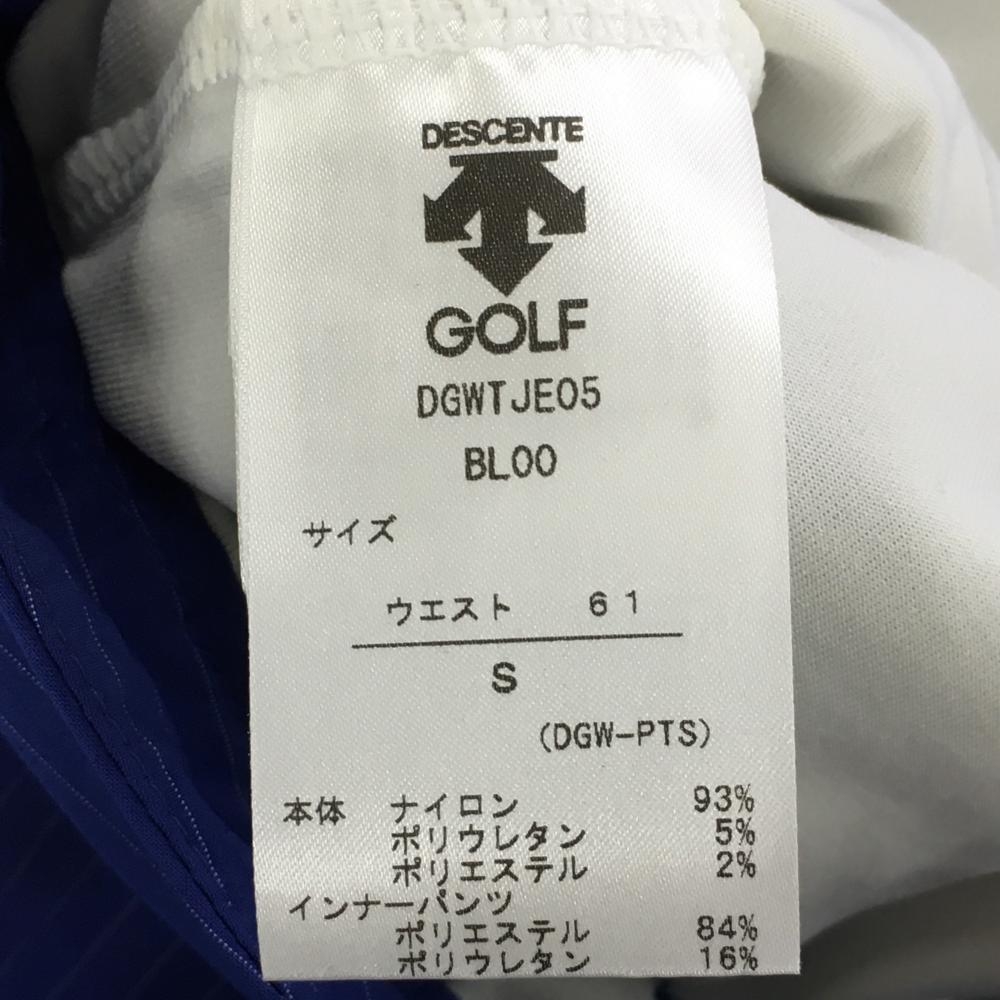 DESCENTE
GOLF
DGWTJE05
BL00
サイズ
ウエスト 61
S
(DGW-PTS)
本体 ナイロン 93%
ポリウレタン 5%
ポリエステル 2%
インナーパンツ
ポリエステル 84%
ポリウレタン 16%